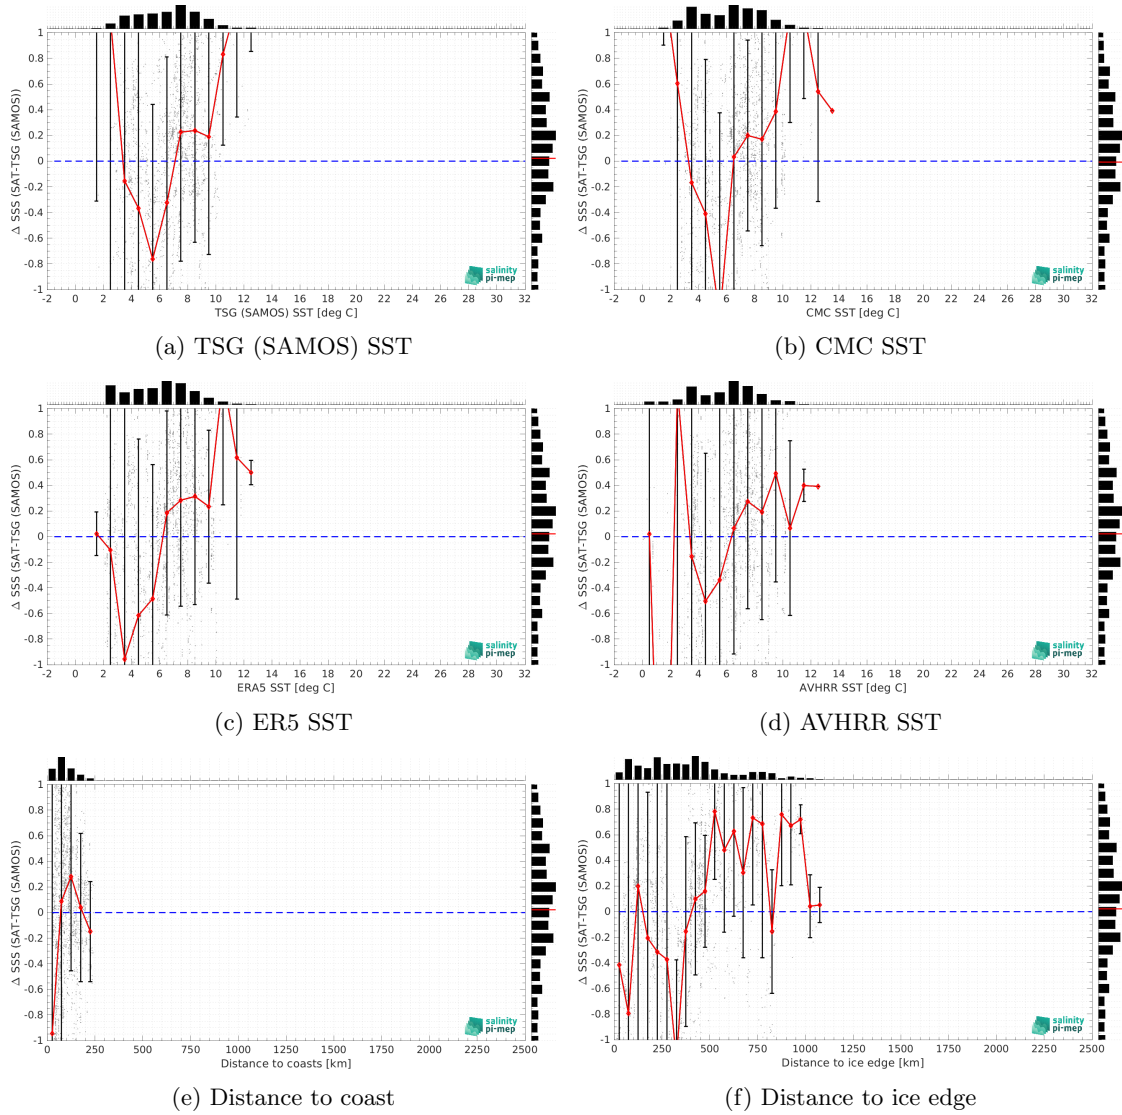 1
0.8
0.6
0.4
0.2
0
-0.2
-0.4
-0.6
-0.8
-1
Δ SSS (SAT-TSG (SAMOS))
salinity
pi-mep
-2 0 2 4 6 8 10 12 14 16 18 20 22 24 26 28 30 32
TSG (SAMOS) SST [deg C]
(a) TSG (SAMOS) SST
1
0.8
0.6
0.4
0.2
0
-0.2
-0.4
-0.6
-0.8
-1
Δ SSS (SAT-TSG (SAMOS))
salinity
pi-mep
-2 0 2 4 6 8 10 12 14 16 18 20 22 24 26 28 30 32
CMC SST [deg C]
(b) CMC SST
1
0.8
0.6
0.4
0.2
0
-0.2
-0.4
-0.6
-0.8
-1
Δ SSS (SAT-TSG (SAMOS))
salinity
pi-mep
-2 0 2 4 6 8 10 12 14 16 18 20 22 24 26 28 30 32
ERA5 SST [deg C]
(c) ER5 SST
1
0.8
0.6
0.4
0.2
0
-0.2
-0.4
-0.6
-0.8
-1
Δ SSS (SAT-TSG (SAMOS))
salinity
pi-mep
-2 0 2 4 6 8 10 12 14 16 18 20 22 24 26 28 30 32
AVHRR SST [deg C]
(d) AVHRR SST
1
0.8
0.6
0.4
0.2
0
-0.2
-0.4
-0.6
-0.8
-1
Δ SSS (SAT-TSG (SAMOS))
salinity
pi-mep
0 250 500 750 1000 1250 1500 1750 2000 2250 2500
Distance to coasts [km]
(e) Distance to coast
1
0.8
0.6
0.4
0.2
0
-0.2
-0.4
-0.6
-0.8
-1
Δ SSS (SAT-TSG (SAMOS))
salinity
pi-mep
0 250 500 750 1000 1250 1500 1750 2000 2250 2500
Distance to ice edge [km]
(f) Distance to ice edge